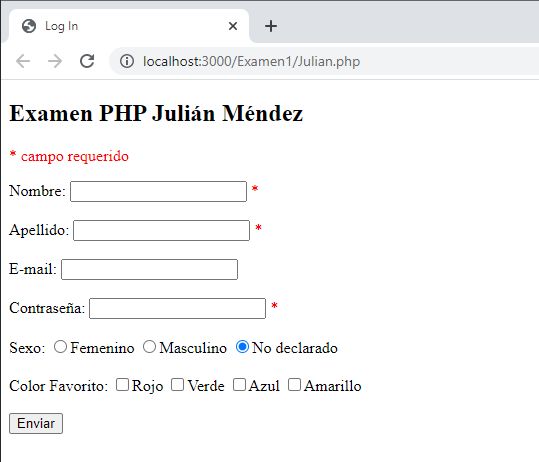 Log In
localhost:3000/Examen1/Julian.php
Examen PHP Julián Méndez
* campo requerido
Nombre: *
Apellido: *
E-mail:
Contraseña: *
Sexo: Femenino Masculino No declarado
Color Favorito: Rojo Verde Azul Amarillo
Enviar